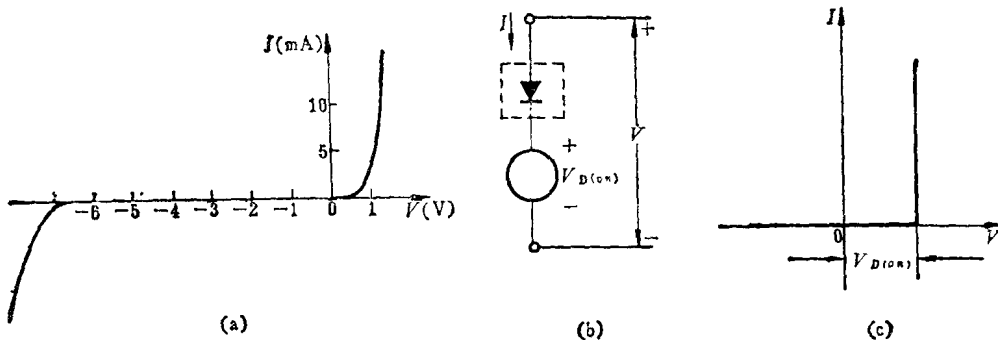 I(mA)
10
5
-6 -5 -4 -3 -2 -1 0 1 V(V)
(a)
I
+
V
+
V_D(on)
-
-
(b)
I
0
V
V_D(on)
(c)